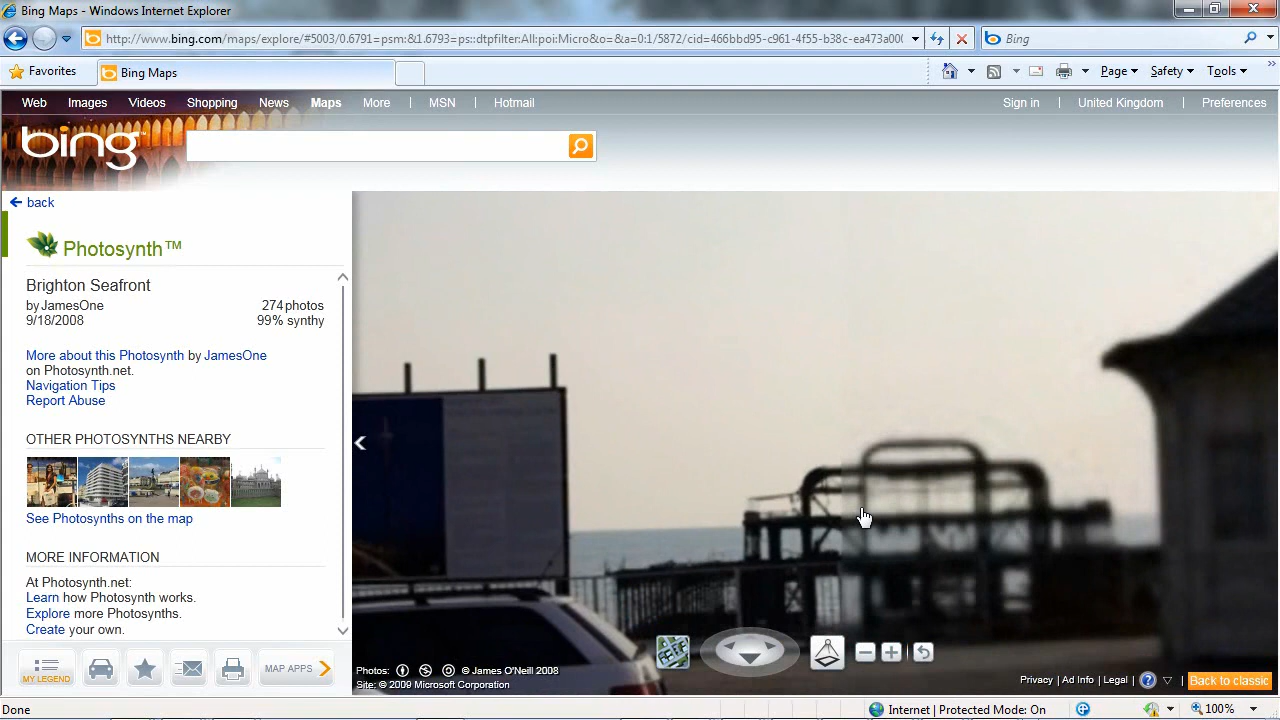 Bing Maps - Windows Internet Explorer
http://www.bing.com/maps/explore/#5003/0.6791=psm:&1.6793=ps::dtpfilter.All:poi:Micro&o=&a=0:1/5872/cid=466bbd95-c961-4f55-b38c-ea473a00(
Bing
Favorites
Bing Maps
Page
Safety
Tools
Web Images Videos Shopping News Maps More | MSN | Hotmail
Sign in | United Kingdom | Preferences
bing™
back
Photosynth™
Brighton Seafront
by JamesOne 274 photos
9/18/2008 99% synthy
More about this Photosynth by JamesOne
on Photosynth.net.
Navigation Tips
Report Abuse
OTHER PHOTOSYNTHS NEARBY
See Photosynths on the map
MORE INFORMATION
At Photosynth.net:
Learn how Photosynth works.
Explore more Photosynths.
Create your own.
MY LEGEND
MAP APPS
Photos: © James O'Neill 2008
Site: © 2009 Microsoft Corporation
Privacy | Ad Info | Legal | Back to classic
Done
Internet | Protected Mode: On
100%